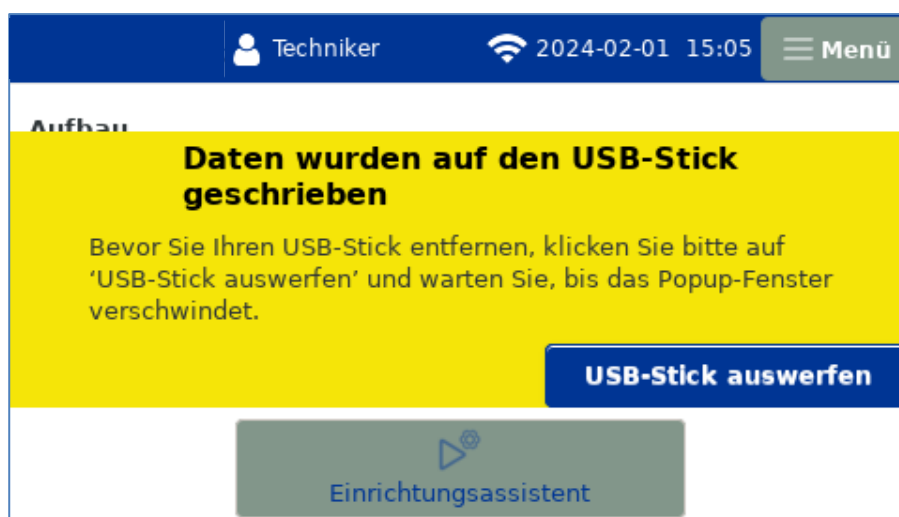 Techniker 2024-02-01 15:05 Menü
Aufbau
Daten wurden auf den USB-Stick
geschrieben
Bevor Sie Ihren USB-Stick entfernen, klicken Sie bitte auf
‘USB-Stick auswerfen’ und warten Sie, bis das Popup-Fenster
verschwindet.
USB-Stick auswerfen
Einrichtungsassistent